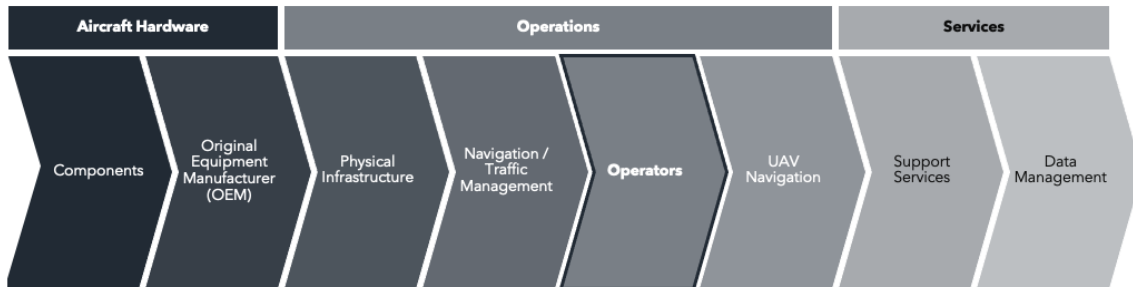 Aircraft Hardware
Operations
Services
Components
Original
Equipment
Manufacturer
(OEM)
Physical
Infrastructure
Navigation /
Traffic
Management
Operators
UAV
Navigation
Support
Services
Data
Management